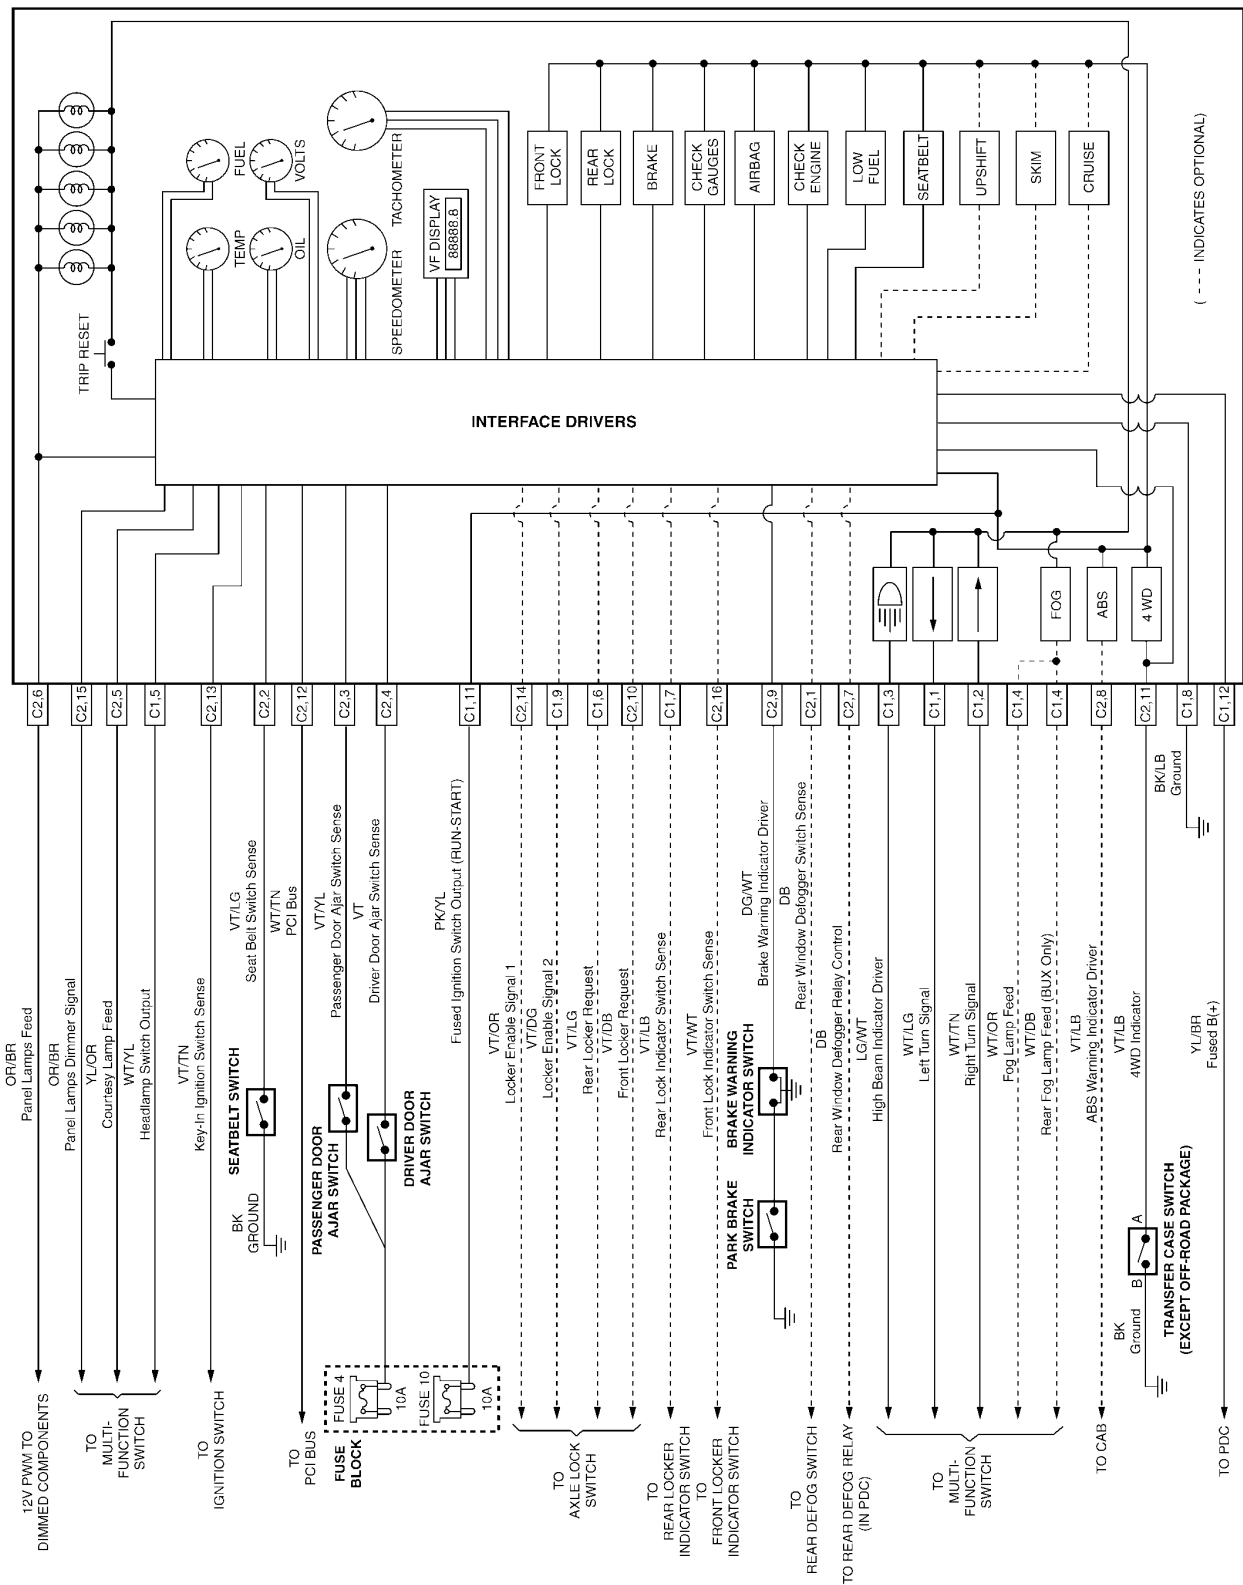 FUEL
VOLTS
TEMP
OIL
TACHOMETER
SPEEDOMETER
VF DISPLAY
88888.8
TRIP RESET
FRONT
LOCK
REAR
LOCK
BRAKE
CHECK
GAUGES
AIRBAG
CHECK
ENGINE
LOW
FUEL
SEATBELT
UPSHIFT
SKIM
CRUISE
( ---- INDICATES OPTIONAL)
INTERFACE DRIVERS
FOG
ABS
4 WD
C2,6
C2,15
C2,5
C1,5
C2,13
C2,2
C2,12
C2,3
C2,4
C1,11
C2,14
C1,9
C1,6
C2,10
C1,7
C2,16
C2,9
C2,1
C2,7
C1,3
C1,1
C1,2
C1,4
C1,4
C2,8
C2,11
C1,8
C1,12
OR/BR
Panel Lamps Feed
OR/BR
Panel Lamps Dimmer Signal
YL/OR
Courtesy Lamp Feed
WT/YL
Headlamp Switch Output
VT/TN
Key-In Ignition Switch Sense
VT/LG
Seat Belt Switch Sense
WT/TN
PCI Bus
VT/YL
Passenger Door Ajar Switch Sense
VT
Driver Door Ajar Switch Sense
PK/YL
Fused Ignition Switch Output (RUN-START)
VT/OR
Locker Enable Signal 1
VT/DG
Locker Enable Signal 2
VT/LG
Rear Locker Request
VT/DB
Front Locker Request
VT/LB
Rear Lock Indicator Switch Sense
VT/WT
Front Lock Indicator Switch Sense
DG/WT
Brake Warning Indicator Driver
DB
Rear Window Defogger Switch Sense
DB
Rear Window Defogger Relay Control
LG/WT
High Beam Indicator Driver
WT/LG
Left Turn Signal
WT/TN
Right Turn Signal
WT/OR
Fog Lamp Feed
WT/DB
Rear Fog Lamp Feed (BUX Only)
VT/LB
ABS Warning Indicator Driver
VT/LB
4WD Indicator
BK/LB
Ground
YL/BR
Fused B(+)
SEATBELT SWITCH
BK
GROUND
PASSENGER DOOR
AJAR SWITCH
DRIVER DOOR
AJAR SWITCH
BRAKE WARNING
INDICATOR SWITCH
PARK BRAKE
SWITCH
A
B
BK
Ground
TRANSFER CASE SWITCH
(EXCEPT OFF-ROAD PACKAGE)
FUSE 4
10A
FUSE 10
10A
FUSE
BLOCK
12V PWM TO
DIMMED COMPONENTS
TO
MULTI-
FUNCTION
SWITCH
TO
IGNITION SWITCH
TO
PCI BUS
TO
AXLE LOCK
SWITCH
TO
REAR LOCKER
INDICATOR SWITCH
TO
FRONT LOCKER
INDICATOR SWITCH
TO
REAR DEFOG SWITCH
TO REAR DEFOG RELAY
(IN PDC)
TO
MULTI-
FUNCTION
SWITCH
TO CAB
TO PDC